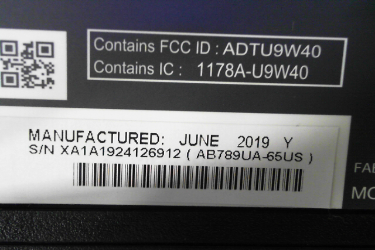 Contains FCC ID : ADTU9W40
Contains IC : 1178A-U9W40
MANUFACTURED: JUNE 2019 Y
S/N XA1A1924126912 ( AB789UA-65US )